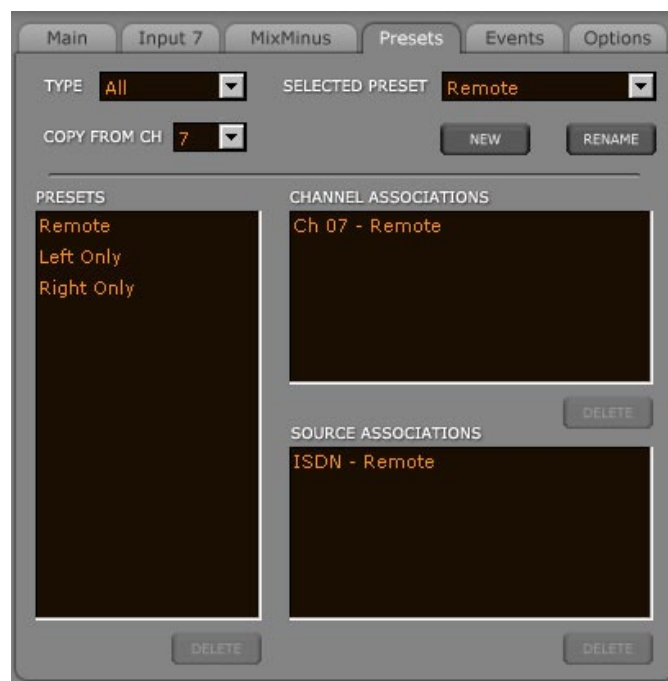 Main Input 7 MixMinus Presets Events Options
TYPE All SELECTED PRESET Remote
COPY FROM CH 7 NEW RENAME
PRESETS
Remote
Left Only
Right Only
DELETE
CHANNEL ASSOCIATIONS
Ch 07 - Remote
DELETE
SOURCE ASSOCIATIONS
ISDN - Remote
DELETE